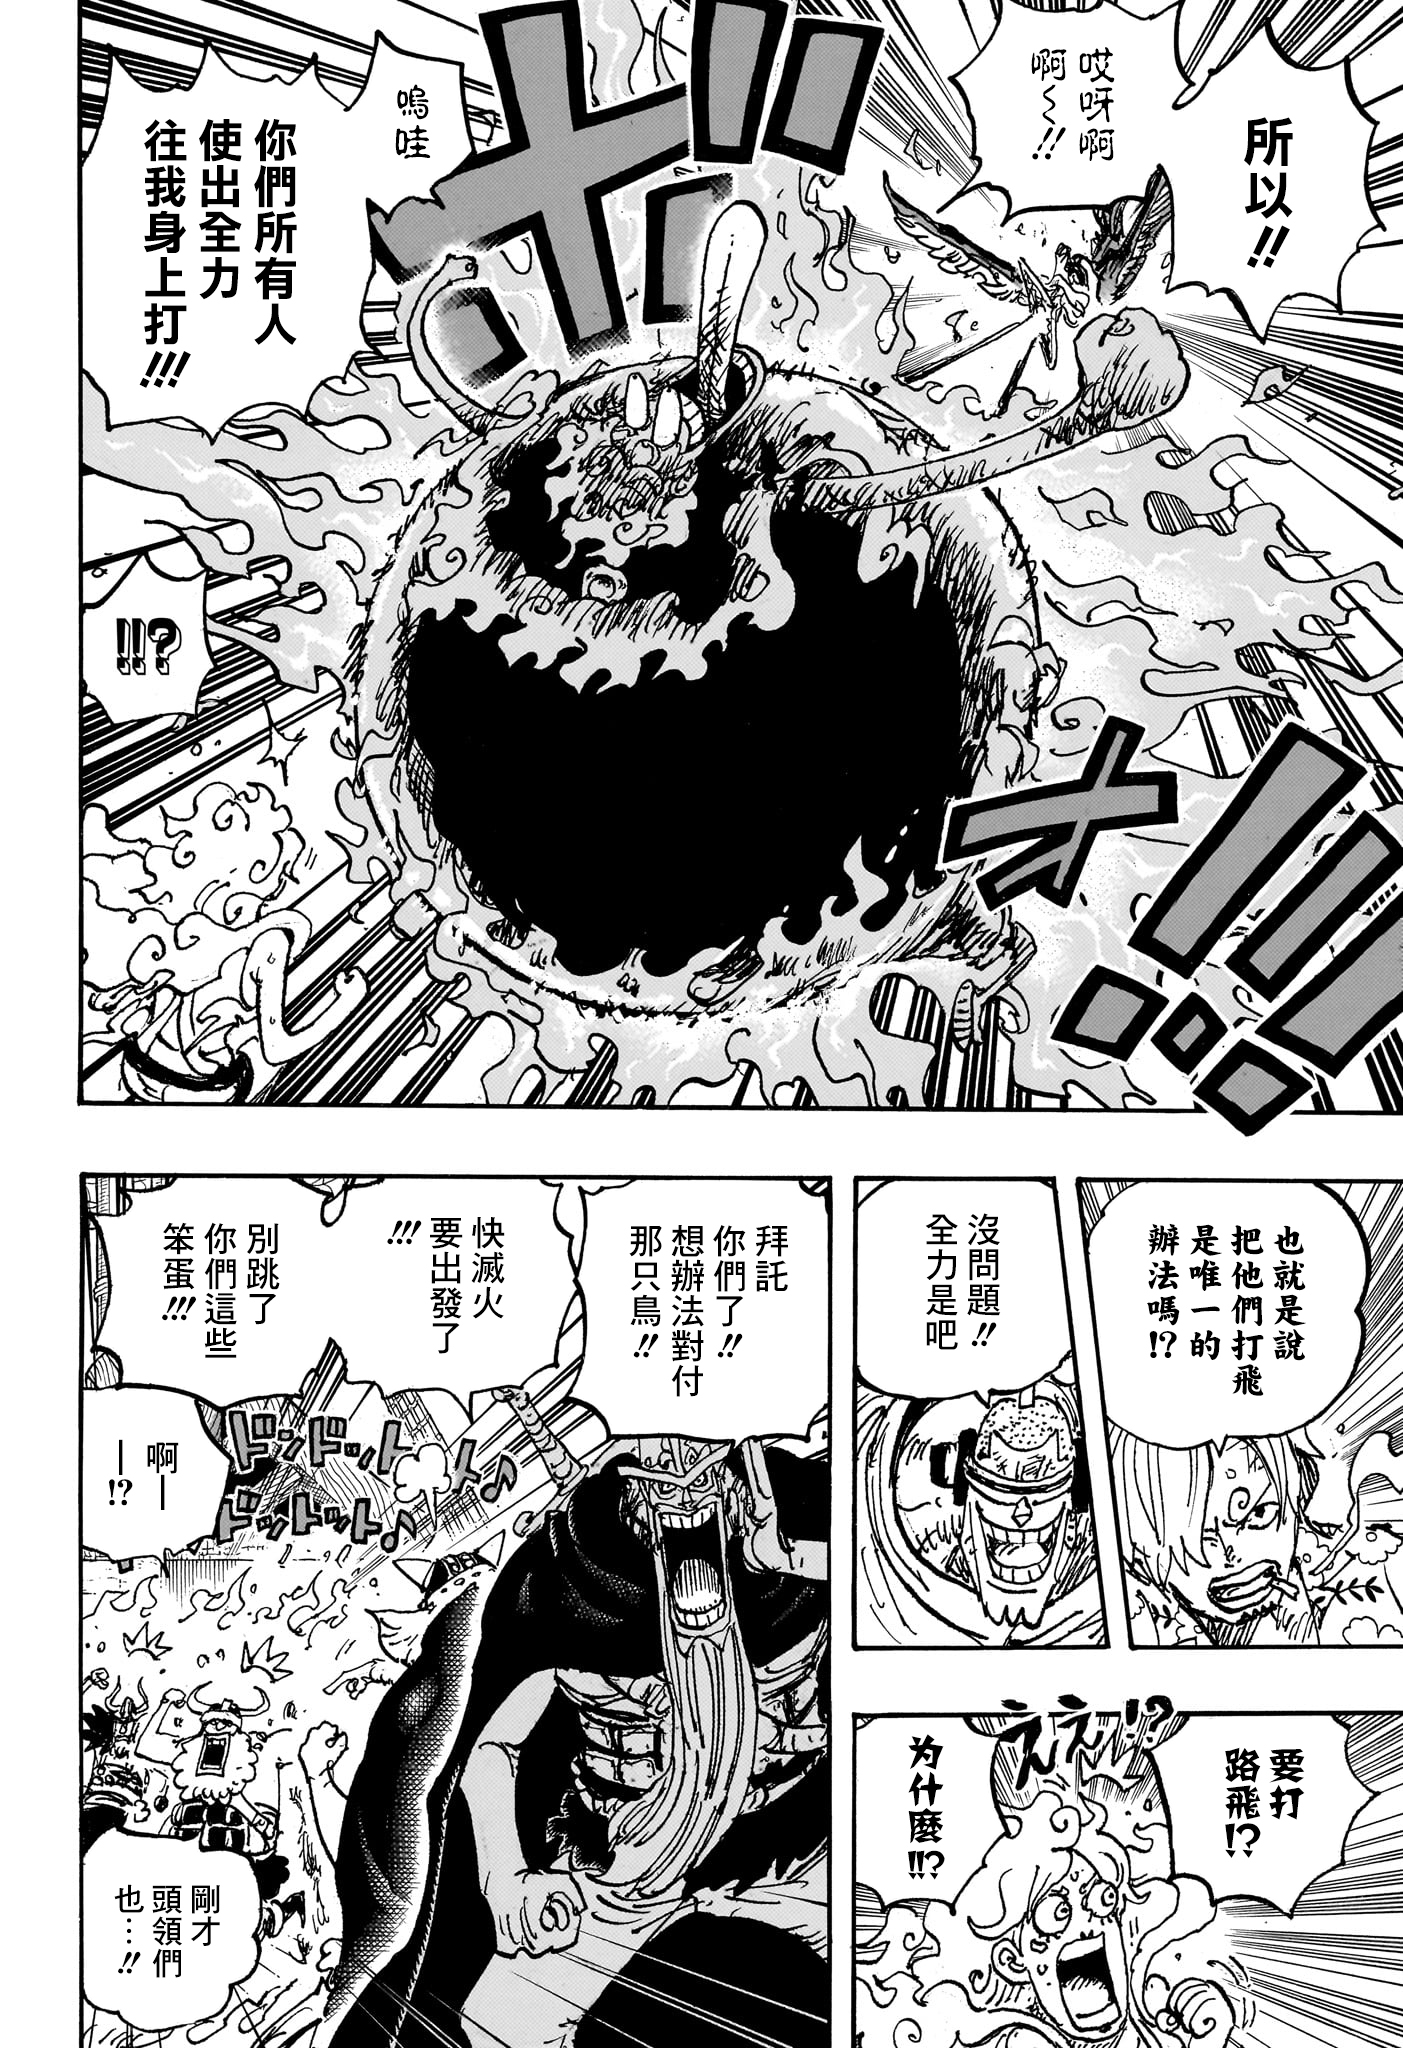 所以!!
哎呀啊
啊～!!
ドドォ
嗚哇
你們所有人
使出全力
往我身上打!!!
!!!?
ォ!!!
也就是說
把他們打飛
是唯一的
辦法嗎!?
沒問題!!
全力是吧
拜託
你們了!!
想辦法對付
那只鳥!!
快滅火
要出發了
!!!
別跳了
你們這些
笨蛋!!!
啊—
—!?
ドンドット♪
ドンドットット♪
剛才
頭領們
也…!!
要打
路飛!?
ええ!?
为什麼!!!?